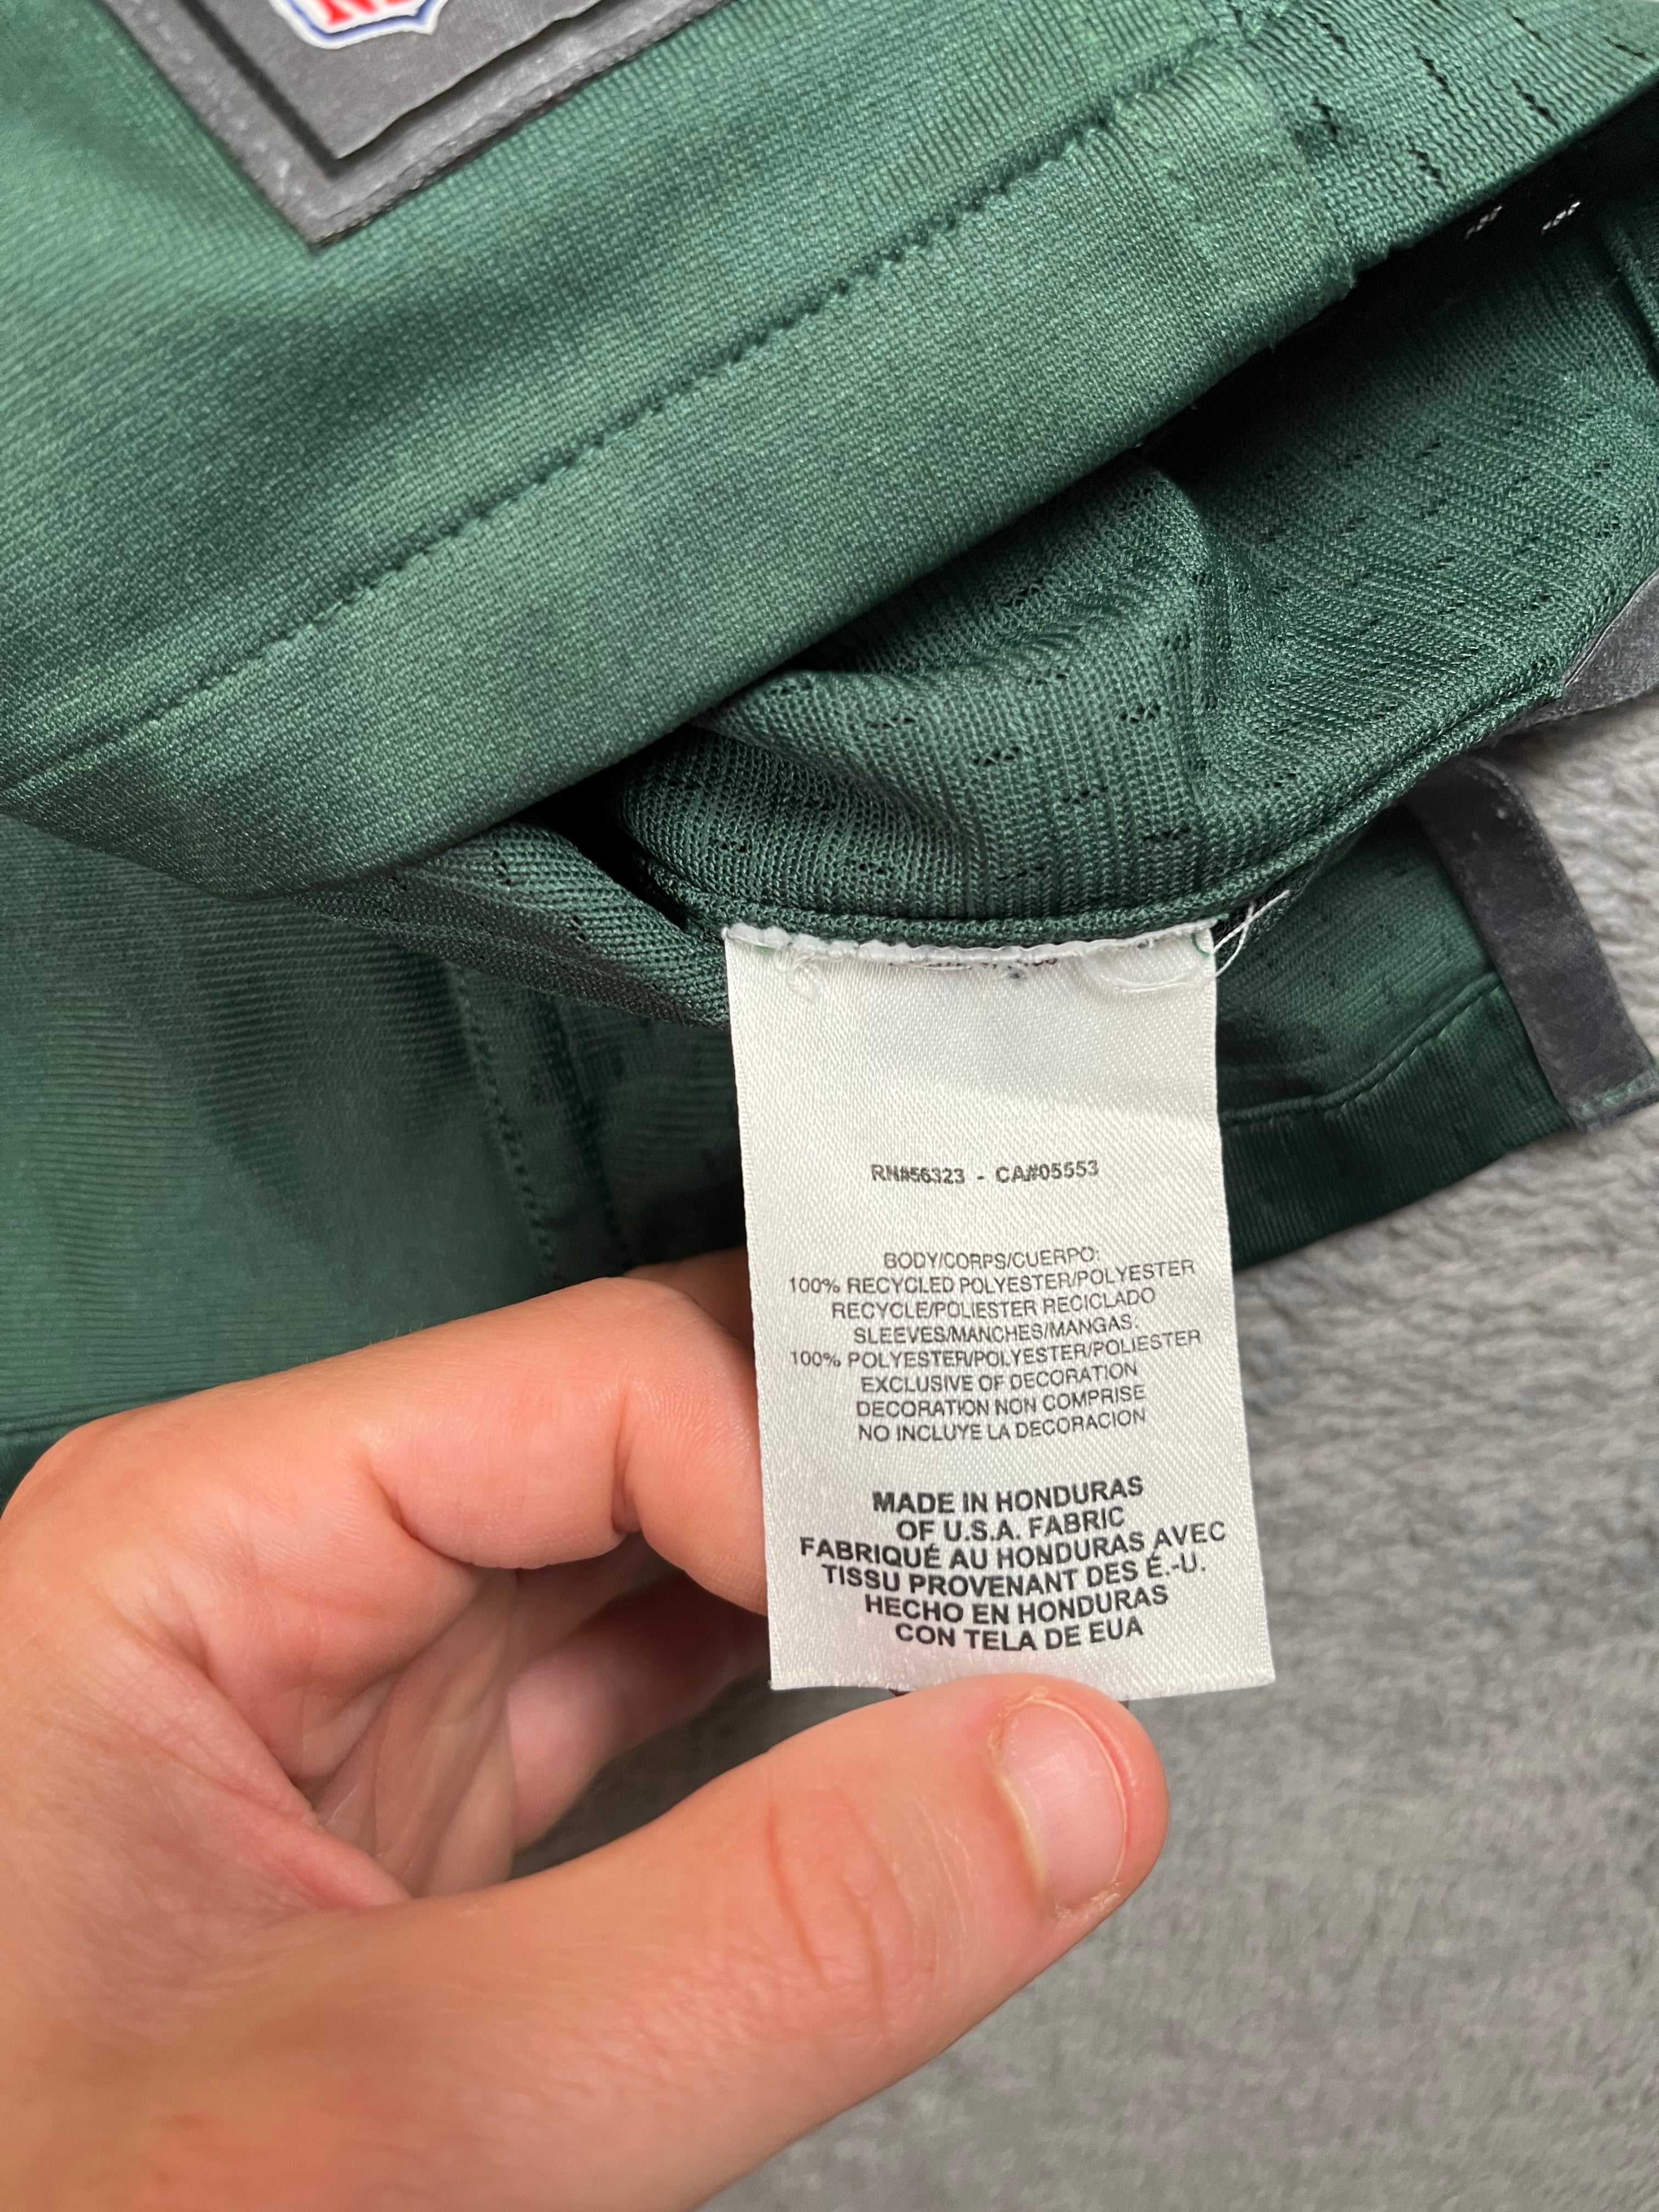 RN#56323 - CA#05553
BODY/CORPS/CUERPO:
100% RECYCLED POLYESTER/POLYESTER
RECYCLE/POLIESTER RECICLADO
SLEEVES/MANCHES/MANGAS:
100% POLYESTER/POLYESTER/POLIESTER
EXCLUSIVE OF DECORATION
DECORATION NON COMPRISE
NO INCLUYE LA DECORACION
MADE IN HONDURAS
OF U.S.A. FABRIC
FABRIQUÉ AU HONDURAS AVEC
TISSU PROVENANT DES É.-U.
HECHO EN HONDURAS
CON TELA DE EUA